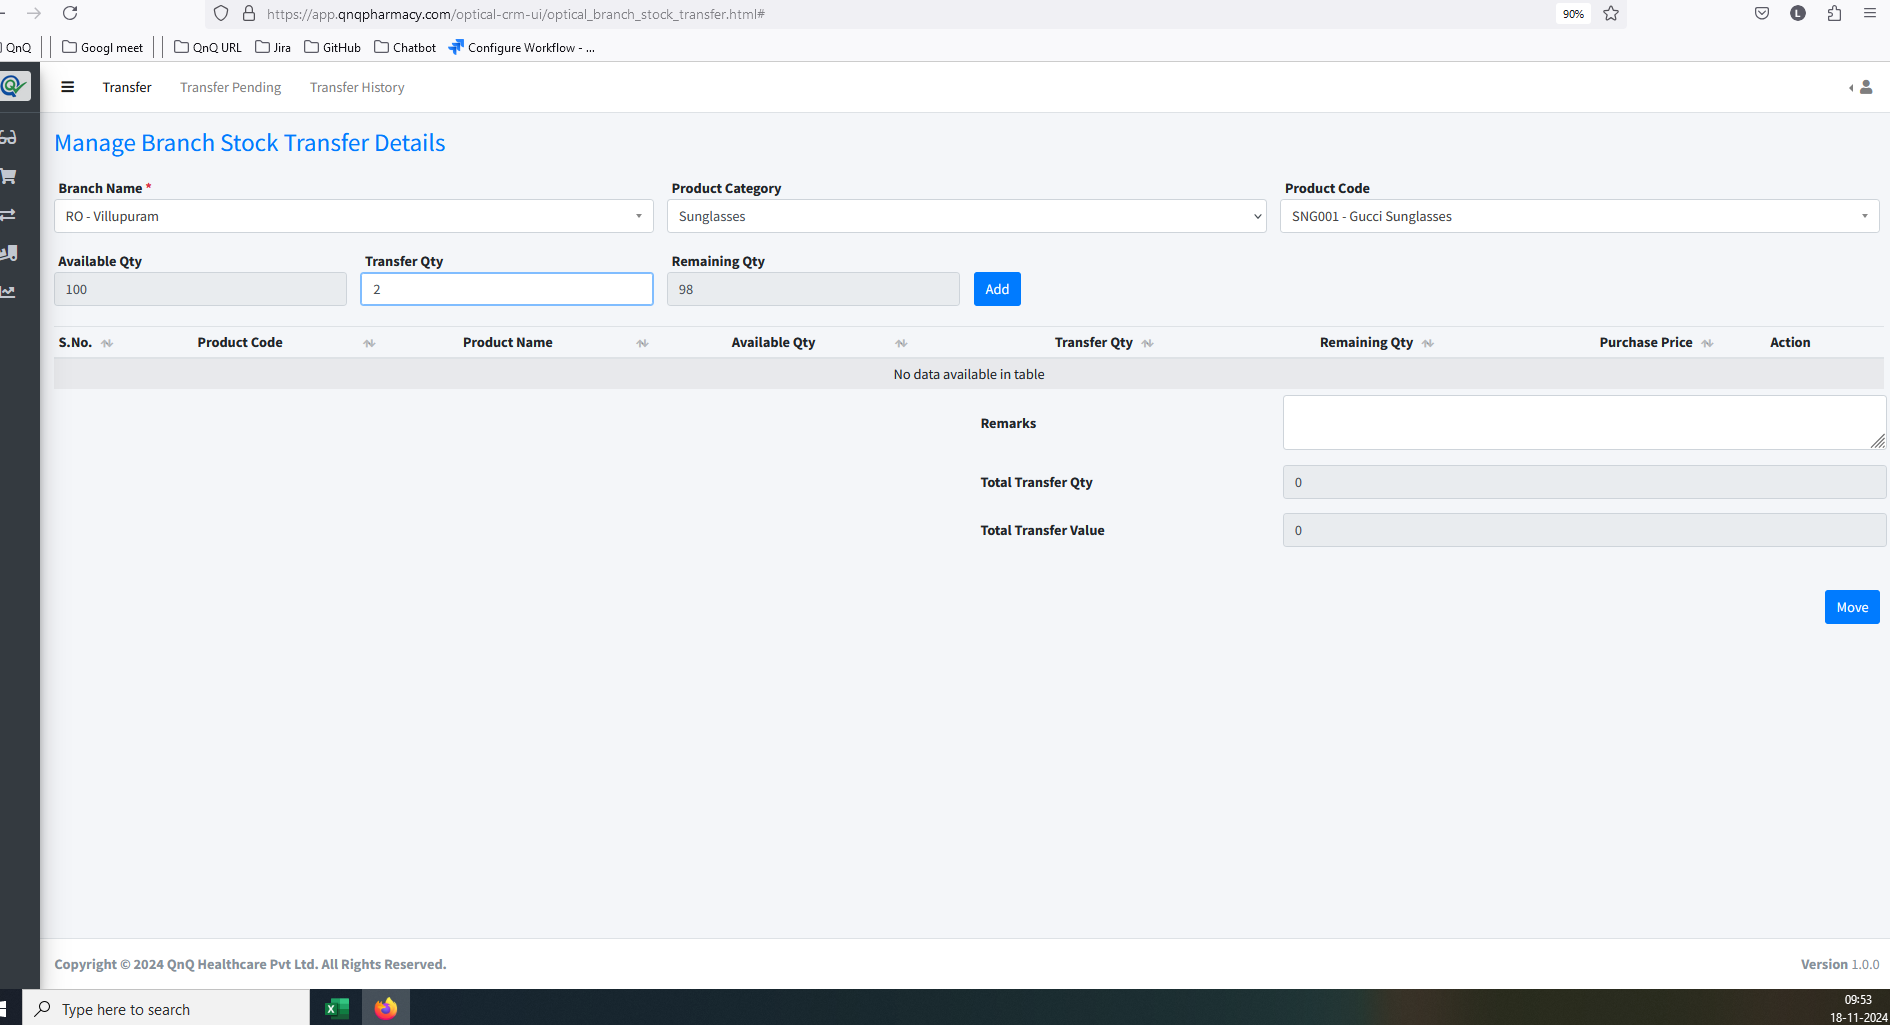 https://app.qnqpharmacy.com/optical-crm-ui/optical_branch_stock_transfer.html#
90%
L
QnQ
Googl meet
QnQ URL
Jira
GitHub
Chatbot
Configure Workflow - ...
Transfer
Transfer Pending
Transfer History
Manage Branch Stock Transfer Details
Branch Name *
Product Category
Product Code
RO - Villupuram
Sunglasses
SNG001 - Gucci Sunglasses
Available Qty
Transfer Qty
Remaining Qty
100
2
98
Add
S.No.
Product Code
Product Name
Available Qty
Transfer Qty
Remaining Qty
Purchase Price
Action
No data available in table
Remarks
Total Transfer Qty
0
Total Transfer Value
0
Move
Copyright © 2024 QnQ Healthcare Pvt Ltd. All Rights Reserved.
Version 1.0.0
Type here to search
09:53
18-11-2024